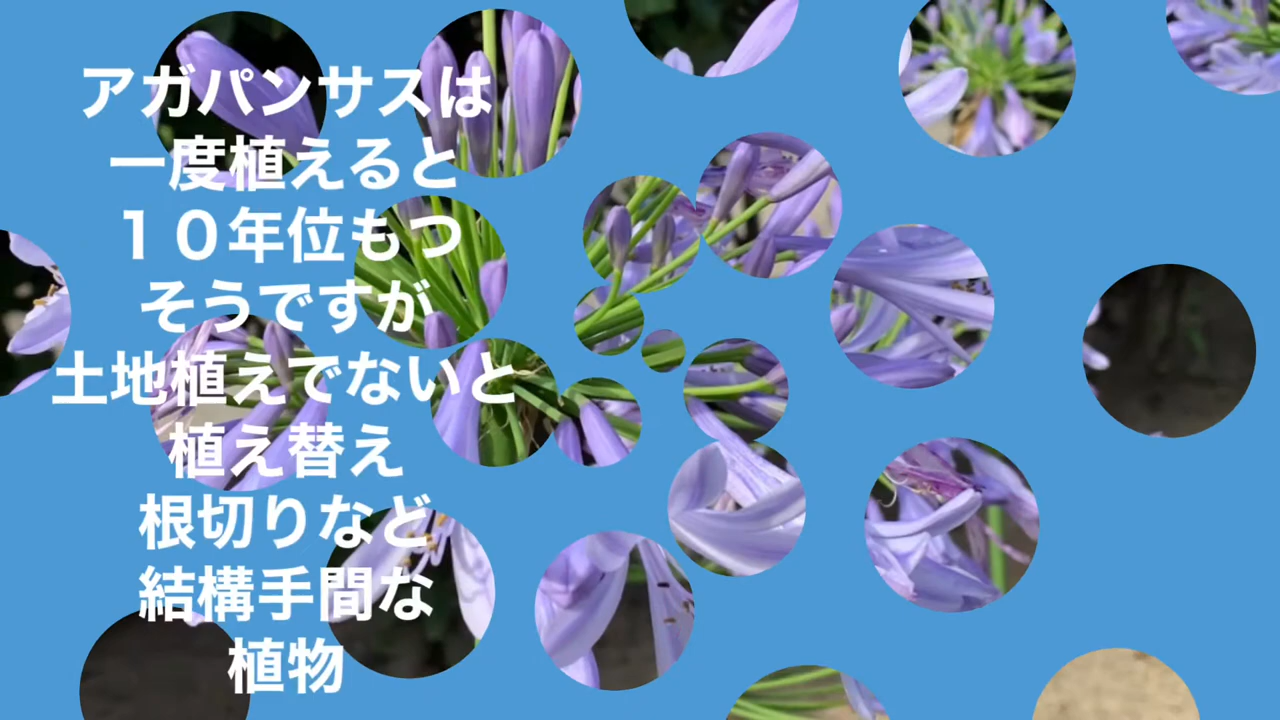 アガパンサスは
一度植えると
１０年位もつ
そうですが
土地植えでないと
植え替え
根切りなど
結構手間な
植物